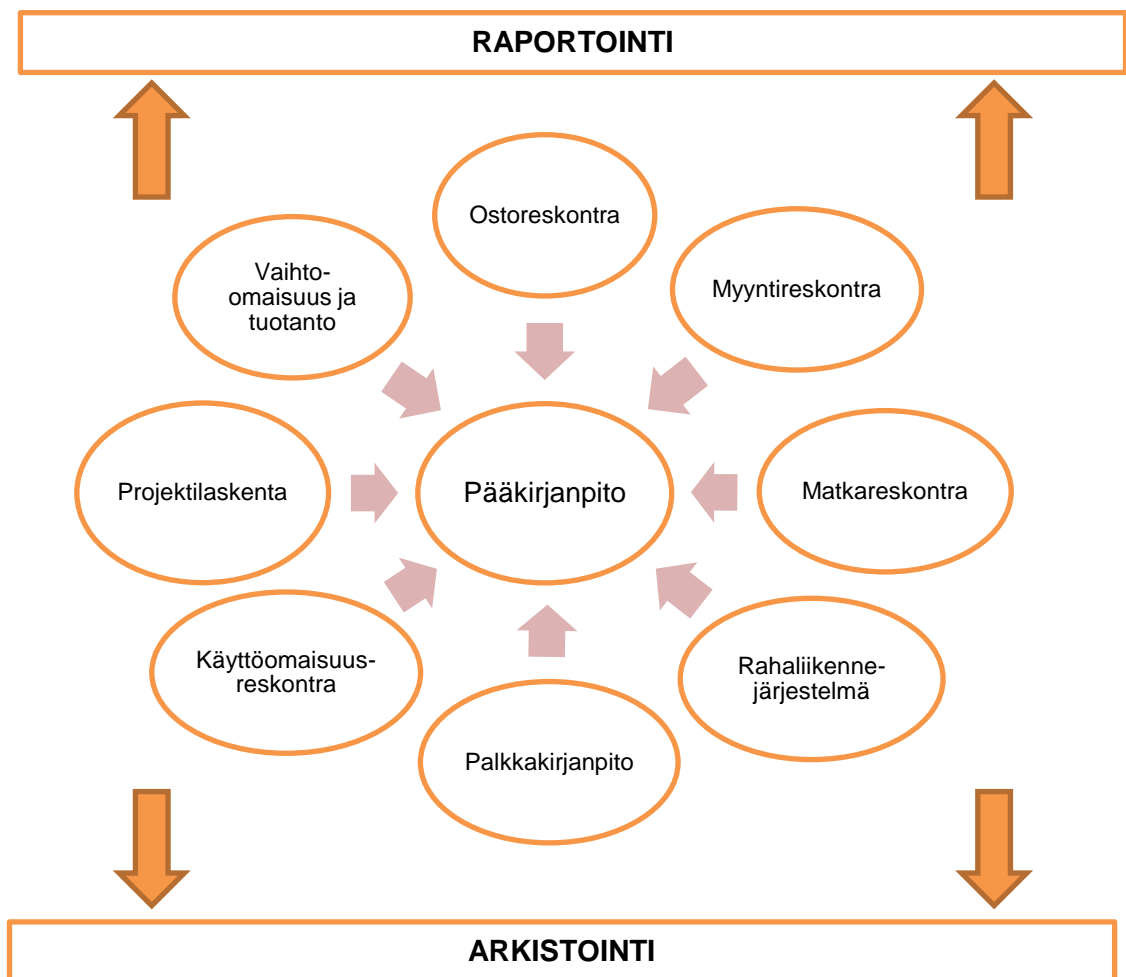 RAPORTOINTI
Ostoreskontra
Vaihto-
omaisuus ja
tuotanto
Myyntireskontra
Projektilaskenta
Pääkirjanpito
Matkareskontra
Käyttöomaisuus-
reskontra
Rahaliikenne-
järjestelmä
Palkkakirjanpito
ARKISTOINTI